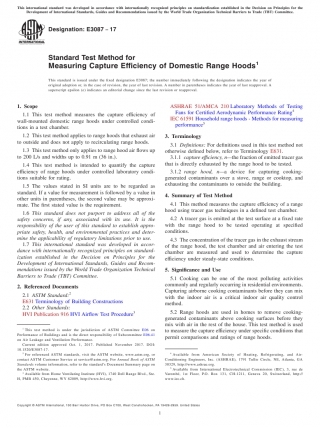 This international standard was developed in accordance with internationally recognized principles on standardization established in the Decision on Principles for the
Development of International Standards, Guides and Recommendations issued by the World Trade Organization Technical Barriers to Trade (TBT) Committee.
Designation: E3087 - 17
INTERNATIONAL
Standard Test Method for
Measuring Capture Efficiency of Domestic Range Hoods1
This standard is issued under the fixed designation E3087; the number immediately following the designation indicates the year of
original adoption or, in the case of revision, the year of last revision. A number in parentheses indicates the year of last reapproval. A
superscript epsilon (ε) indicates an editorial change since the last revision or reapproval.
1. Scope
1.1 This test method measures the capture efficiency of
wall-mounted domestic range hoods under controlled condi-
tions in a test chamber.
1.2 This test method applies to range hoods that exhaust air
to outside and does not apply to recirculating range hoods.
1.3 This test method only applies to range hood air flows up
to 200 L/s and widths up to 0.91 m (36 in.).
1.4 This test method is intended to quantify the capture
efficiency of range hoods under controlled laboratory condi-
tions suitable for rating.
1.5 The values stated in SI units are to be regarded as
standard. If a value for measurement is followed by a value in
other units in parentheses, the second value may be approxi-
mate. The first stated value is the requirement.
1.6 This standard does not purport to address all of the
safety concerns, if any, associated with its use. It is the
responsibility of the user of this standard to establish appro-
priate safety, health, and environmental practices and deter-
mine the applicability of regulatory limitations prior to use.
1.7 This international standard was developed in accor-
dance with internationally recognized principles on standard-
ization established in the Decision on Principles for the
Development of International Standards, Guides and Recom-
mendations issued by the World Trade Organization Technical
Barriers to Trade (TBT) Committee.
2. Referenced Documents
2.1 ASTM Standards:2
E631 Terminology of Building Constructions
2.2 Other Standards:
HVI Publication 916 HVI Airflow Test Procedure3
1 This test method is under the jurisdiction of ASTM Committee E06 on
Performance of Buildings and is the direct responsibility of Subcommittee E06.41
on Air Leakage and Ventilation Performance.
Current edition approved Oct. 1, 2017. Published November 2017. DOI:
10.1520/E3087-17.
2 For referenced ASTM standards, visit the ASTM website, www.astm.org, or
contact ASTM Customer Service at service@astm.org. For Annual Book of ASTM
Standards volume information, refer to the standard's Document Summary page on
the ASTM website.
3 Available from Home Ventilating Institute (HVI), 1740 Dell Range Blvd., Ste.
H, PMB 450, Cheyenne, WY 82009, http://www.hvi.org.
ASHRAE 51/AMCA 210 Laboratory Methods of Testing
Fans for Certified Aerodynamic Performance Rating4
IEC 61591 Household range hoods - Methods for measuring
performance5
3. Terminology
3.1 Definitions: For definitions used in this test method not
otherwise defined below, refer to Terminology E631.
3.1.1 capture efficiency, n—the fraction of emitted tracer gas
that is directly exhausted by the range hood to be tested.
3.1.2 range hood, n—a device for capturing cooking-
generated contaminants over a stove, range or cooktop, and
exhausting the contaminants to outside the building.
4. Summary of Test Method
4.1 This method measures the capture efficiency of a range
hood using tracer gas techniques in a defined test chamber.
4.2 A tracer gas is emitted at the test surface at a fixed rate
with the range hood to be tested operating at specified
conditions.
4.3 The concentration of the tracer gas in the exhaust stream
of the range hood, the test chamber and air entering the test
chamber are measured and used to determine the capture
efficiency under steady-state conditions.
5. Significance and Use
5.1 Cooking can be one of the most polluting activities
commonly and regularly occurring in residential environments.
Capturing airborne cooking contaminants before they can mix
with the indoor air is a critical indoor air quality control
method.
5.2 Range hoods are used in homes to remove cooking-
generated contaminants above cooking surfaces before they
mix with air in the rest of the house. This test method is used
to measure the capture efficiency under specific conditions that
permit comparisons and ratings of range hoods.
4 Available from American Society of Heating, Refrigerating, and Air-
Conditioning Engineers, Inc. (ASHRAE), 1791 Tullie Circle, NE, Atlanta, GA
30329, http://www.ashrae.org.
5 Available from International Electrotechnical Commission (IEC), 3, rue de
Varembé, 1st Floor, P.O. Box 131, CH-1211, Geneva 20, Switzerland, http://
www.iec.ch.
Copyright © ASTM International, 100 Barr Harbor Drive, PO Box C700, West Conshohocken, PA 19428-2959, United States
1